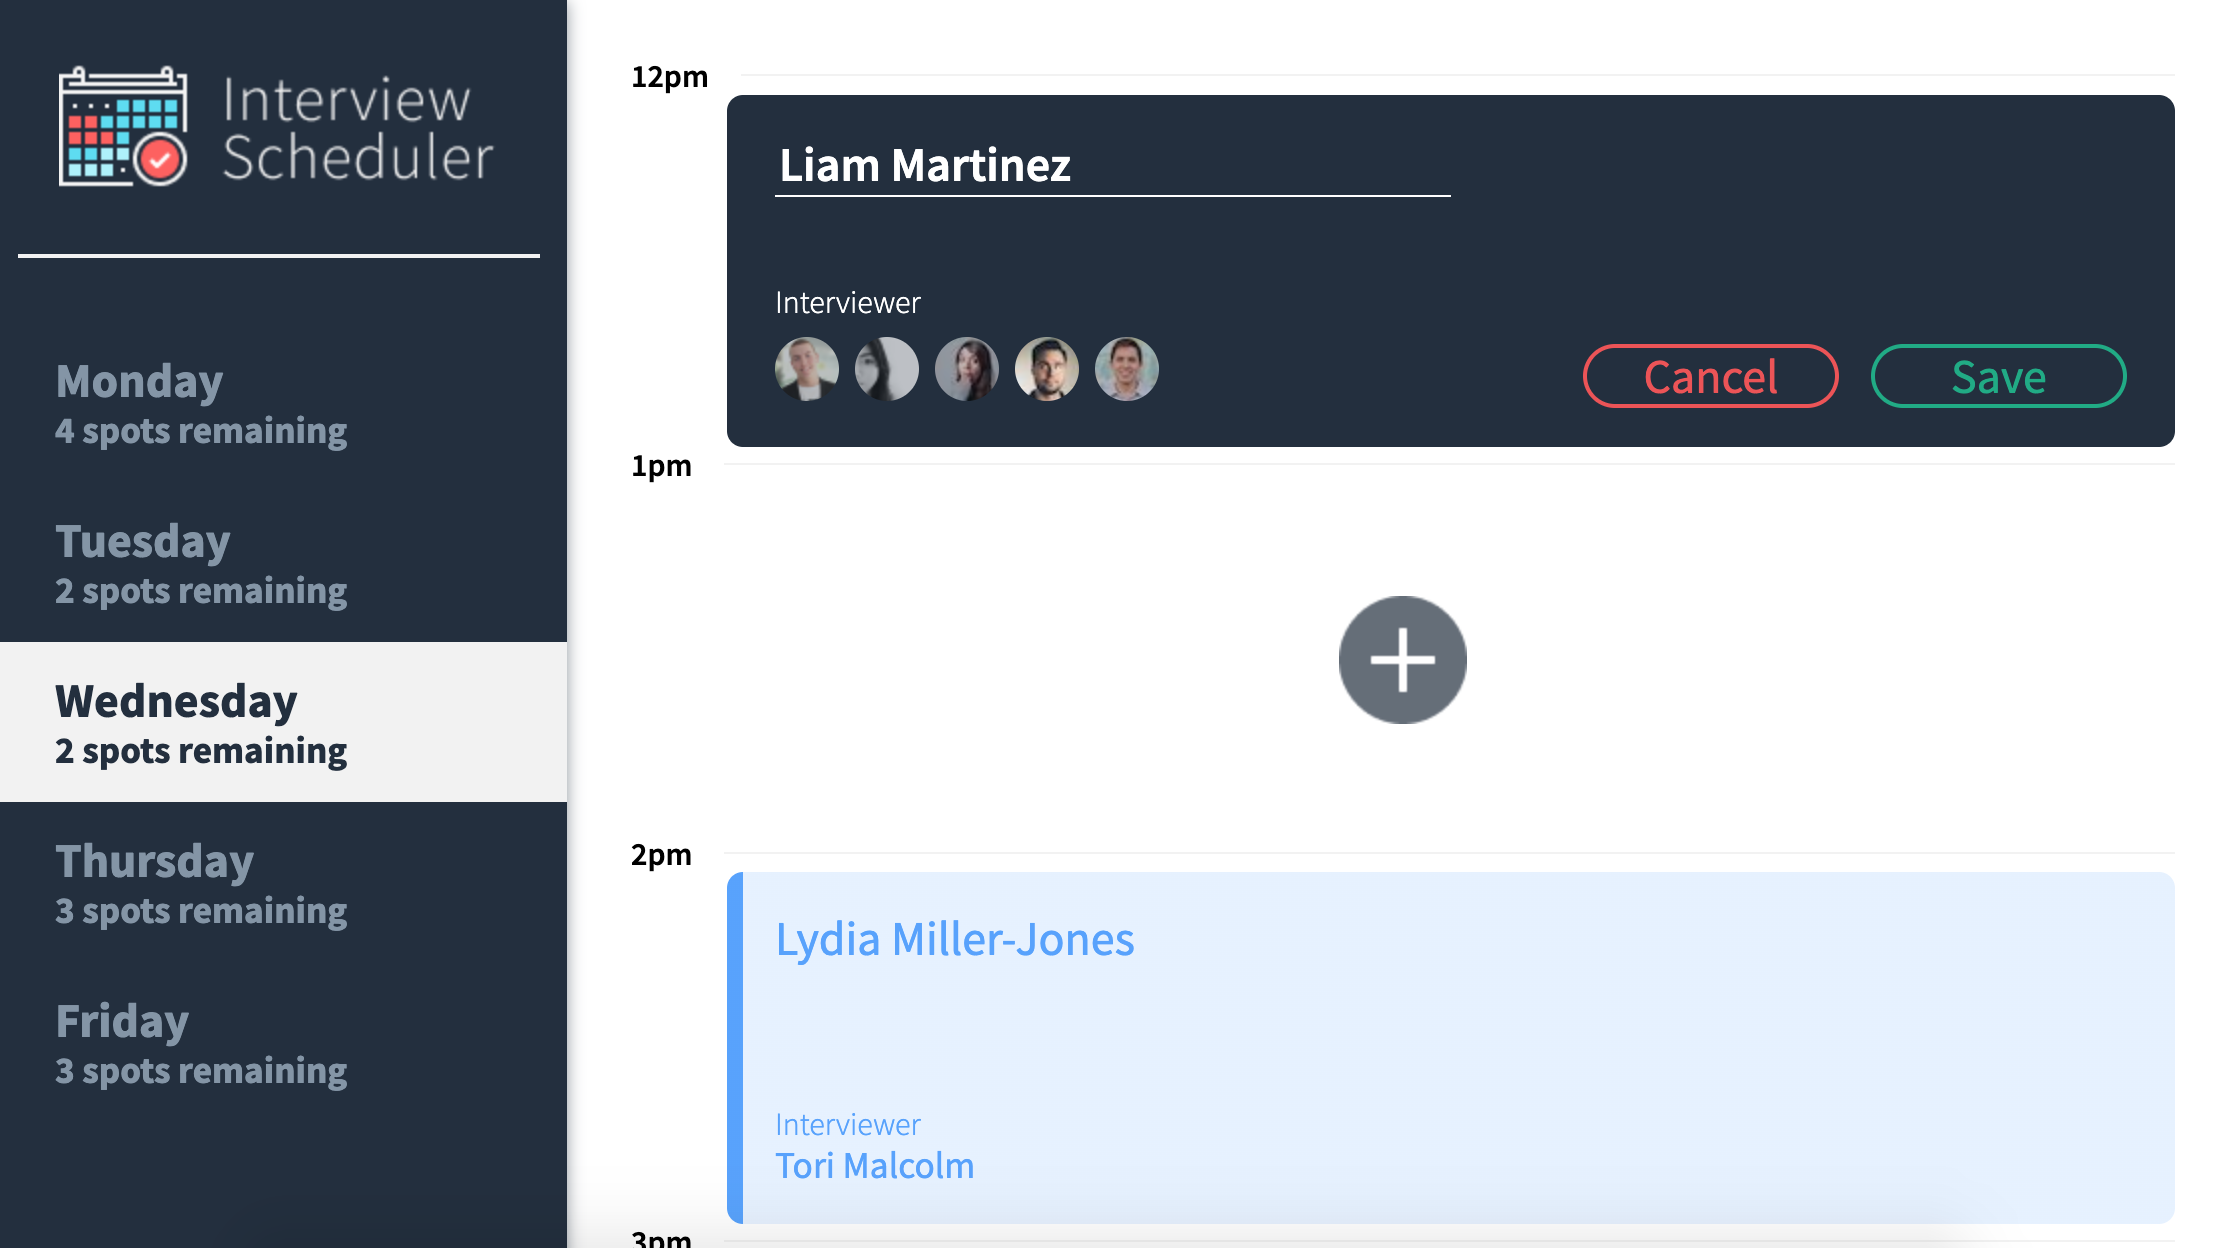 Interview
Scheduler
Monday
4 spots remaining
Tuesday
2 spots remaining
Wednesday
2 spots remaining
Thursday
3 spots remaining
Friday
3 spots remaining
12pm
Liam Martinez
Interviewer
Cancel
Save
1pm
2pm
Lydia Miller-Jones
Interviewer
Tori Malcolm
3pm